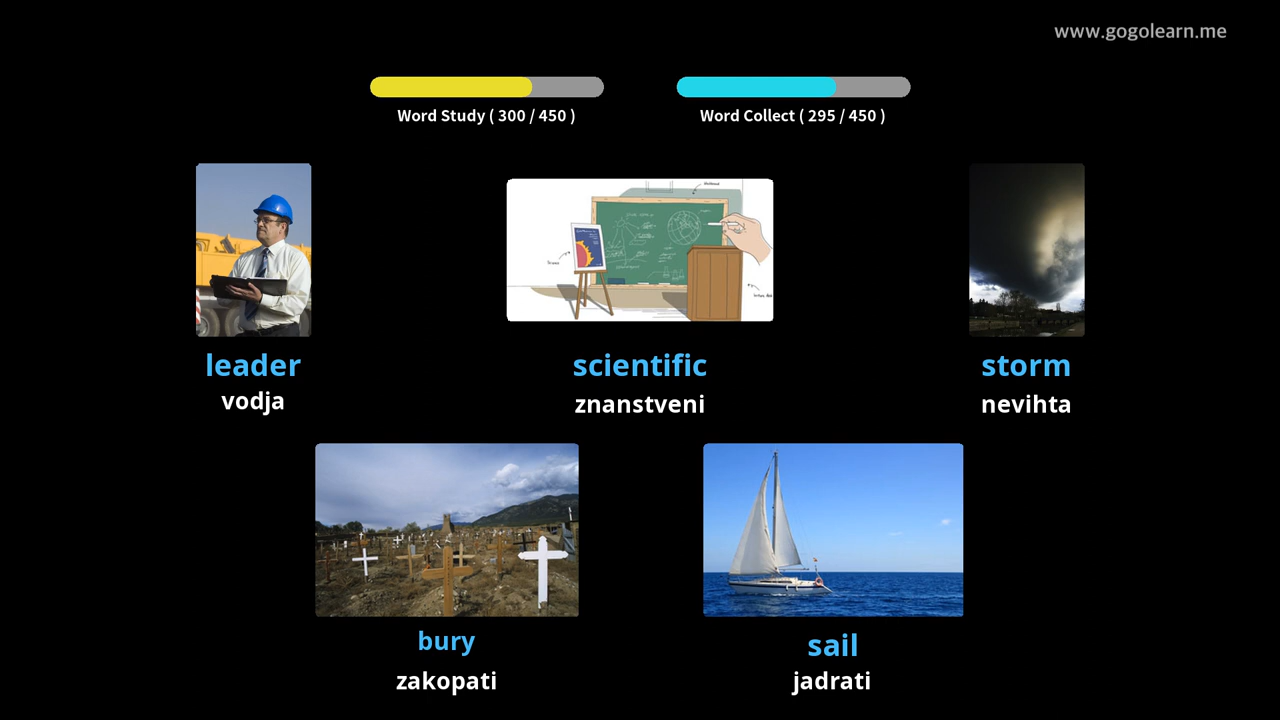 www.gogolearn.me
Word Study ( 300 / 450 )
Word Collect ( 295 / 450 )
leader
vodja
scientific
znanstveni
storm
nevihta
bury
zakopati
sail
jadrati